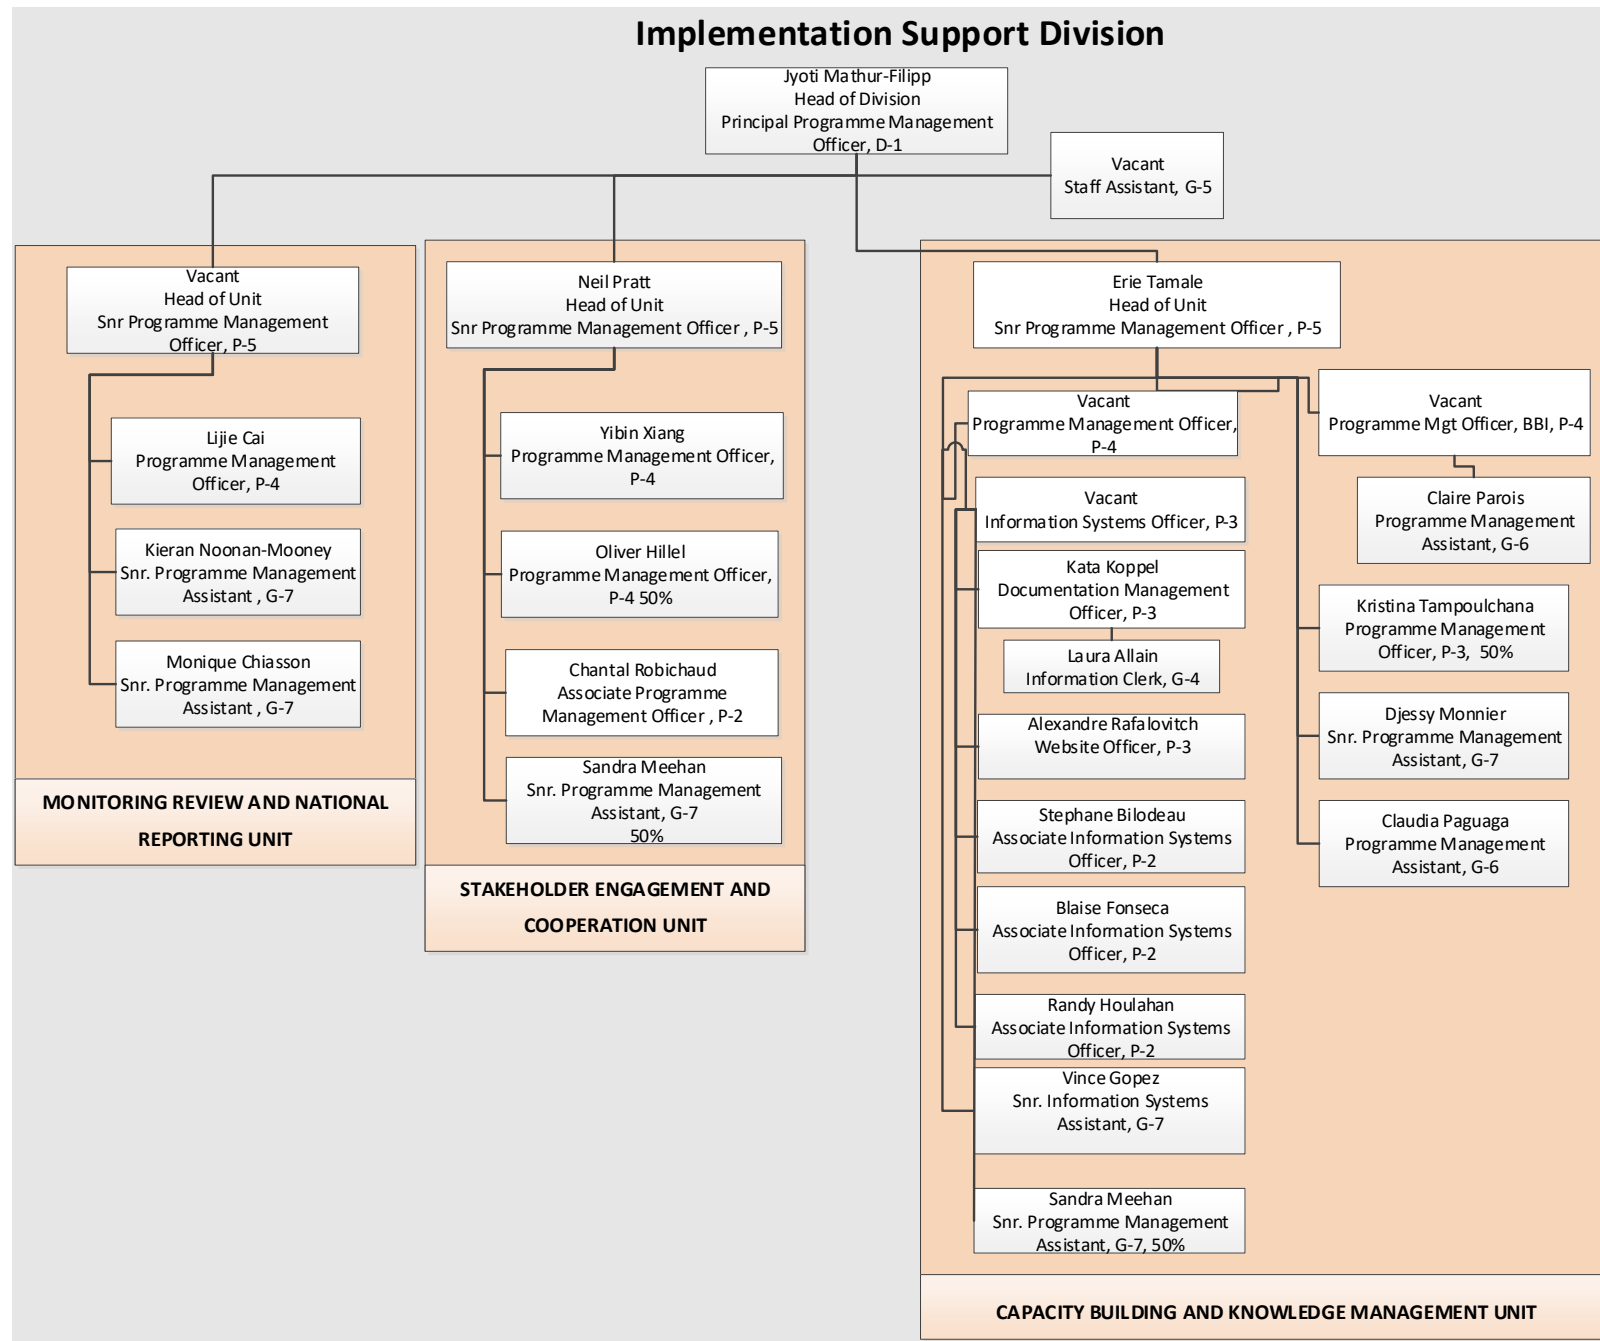 Implementation Support Division
Jyoti Mathur-Filipp
Head of Division
Principal Programme Management
Officer, D-1
Vacant
Staff Assistant, G-5
Vacant
Head of Unit
Snr Programme Management
Officer, P-5
Lijie Cai
Programme Management
Officer, P-4
Kieran Noonan-Mooney
Snr. Programme Management
Assistant , G-7
Monique Chiasson
Snr. Programme Management
Assistant , G-7
MONITORING REVIEW AND NATIONAL
REPORTING UNIT
Neil Pratt
Head of Unit
Snr Programme Management Officer , P-5
Yibin Xiang
Programme Management Officer,
P-4
Oliver Hillel
Programme Management Officer,
P-4 50%
Chantal Robichaud
Associate Programme
Management Officer , P-2
Sandra Meehan
Snr. Programme Management
Assistant, G-7
50%
STAKEHOLDER ENGAGEMENT AND
COOPERATION UNIT
Erie Tamale
Head of Unit
Snr Programme Management Officer , P-5
Vacant
Programme Management Officer,
P-4
Vacant
Information Systems Officer, P-3
Kata Koppel
Documentation Management
Officer, P-3
Laura Allain
Information Clerk, G-4
Alexandre Rafalovitch
Website Officer, P-3
Stephane Bilodeau
Associate Information Systems
Officer, P-2
Blaise Fonseca
Associate Information Systems
Officer, P-2
Randy Houlahan
Associate Information Systems
Officer, P-2
Vince Gopez
Snr. Information Systems
Assistant, G-7
Sandra Meehan
Snr. Programme Management
Assistant, G-7, 50%
Vacant
Programme Mgt Officer, BBI, P-4
Claire Parois
Programme Management
Assistant, G-6
Kristina Tampoulchana
Programme Management
Officer, P-3, 50%
Djessy Monnier
Snr. Programme Management
Assistant, G-7
Claudia Paguaga
Programme Management
Assistant, G-6
CAPACITY BUILDING AND KNOWLEDGE MANAGEMENT UNIT